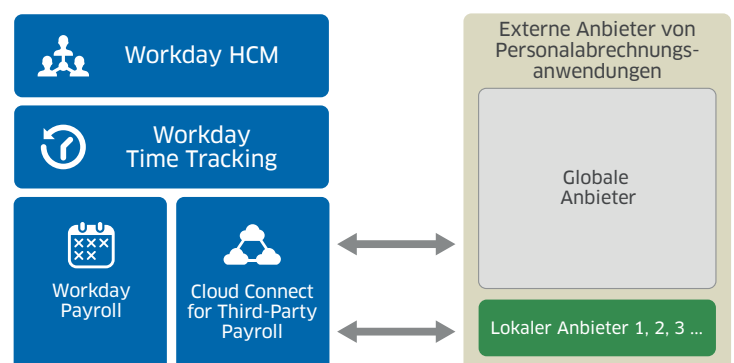 Workday HCM
Workday
Time Tracking
Workday
Payroll
Cloud Connect
for Third-Party
Payroll
Externe Anbieter von
Personalabrechnungs-
anwendungen
Globale
Anbieter
Lokaler Anbieter 1, 2, 3 ...